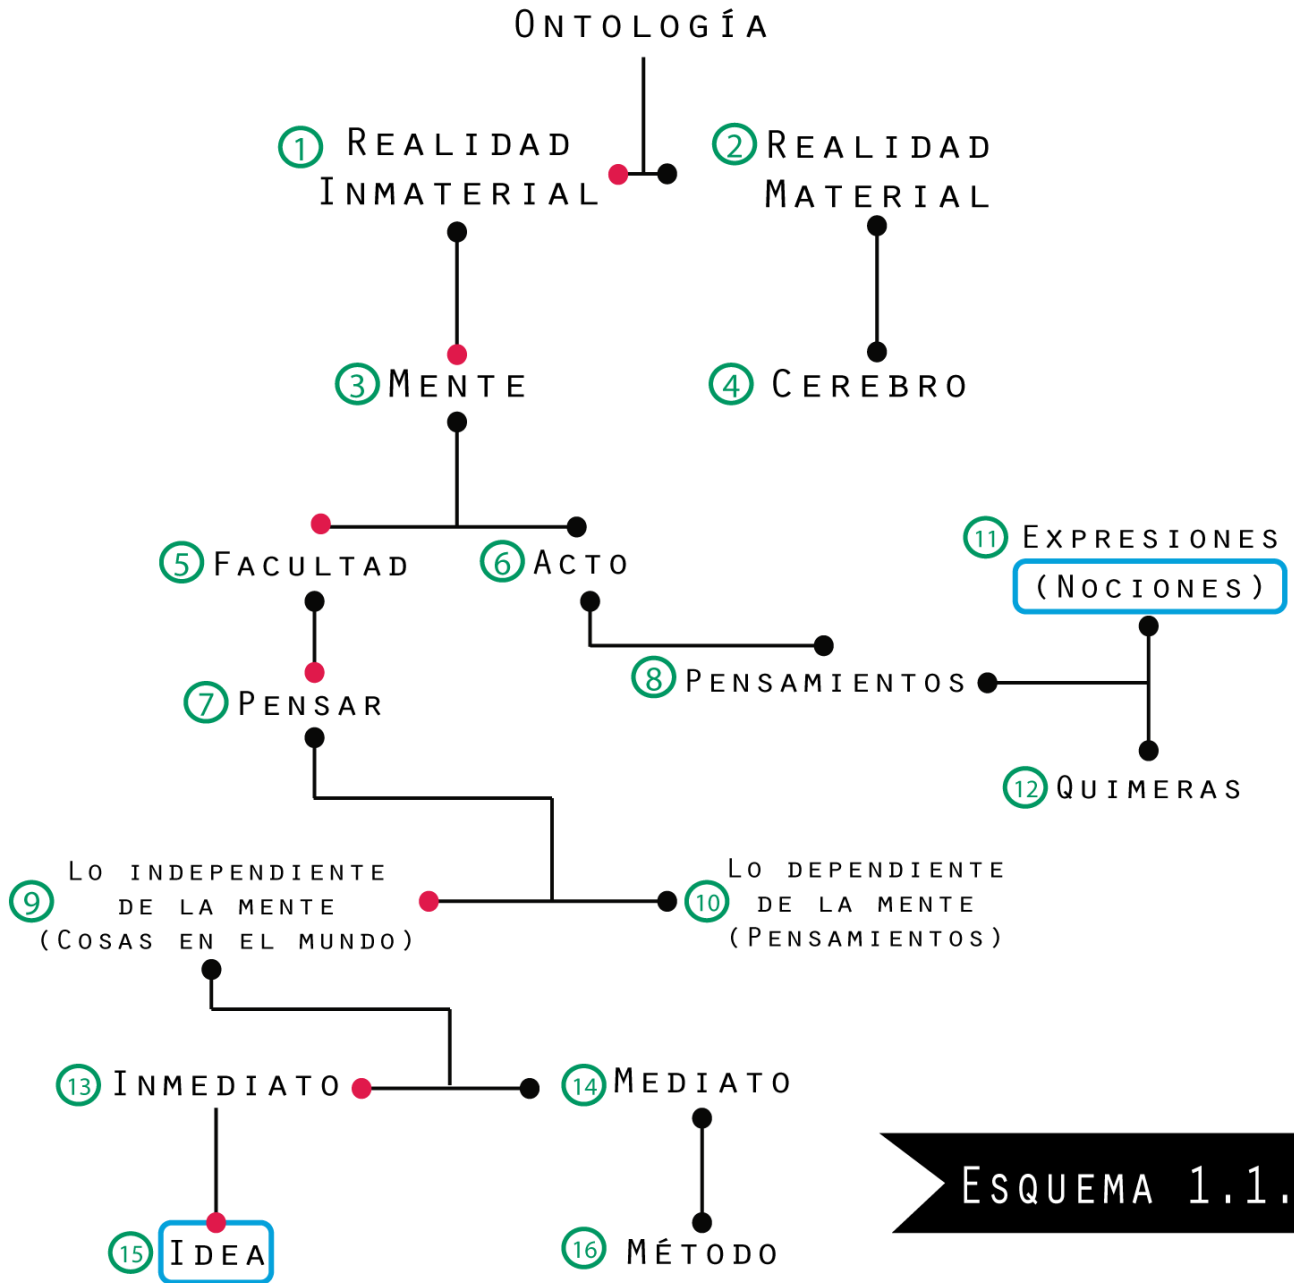 Ontología
1 Realidad
Inmaterial
2 Realidad
Material
3 Mente
4 Cerebro
5 Facultad
6 Acto
11 Expresiones
(Nociones)
8 Pensamientos
7 Pensar
12 Quimeras
9 Lo independiente
de la mente
(Cosas en el mundo)
10 Lo dependiente
de la mente
(Pensamientos)
13 Inmediato
14 Mediato
Esquema 1.1.
15 Idea
16 Método